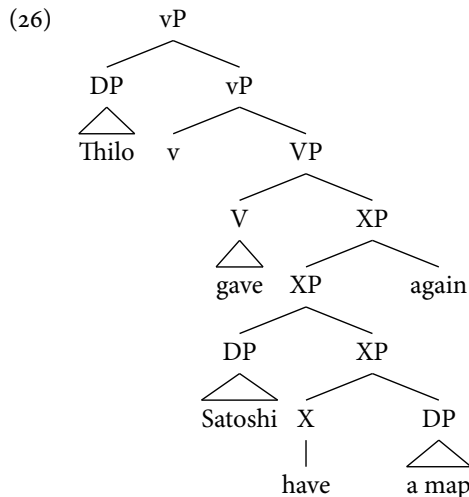 (26) vP
DP vP
Thilo v VP
V XP
gave XP again
DP XP
Satoshi X DP
have a map